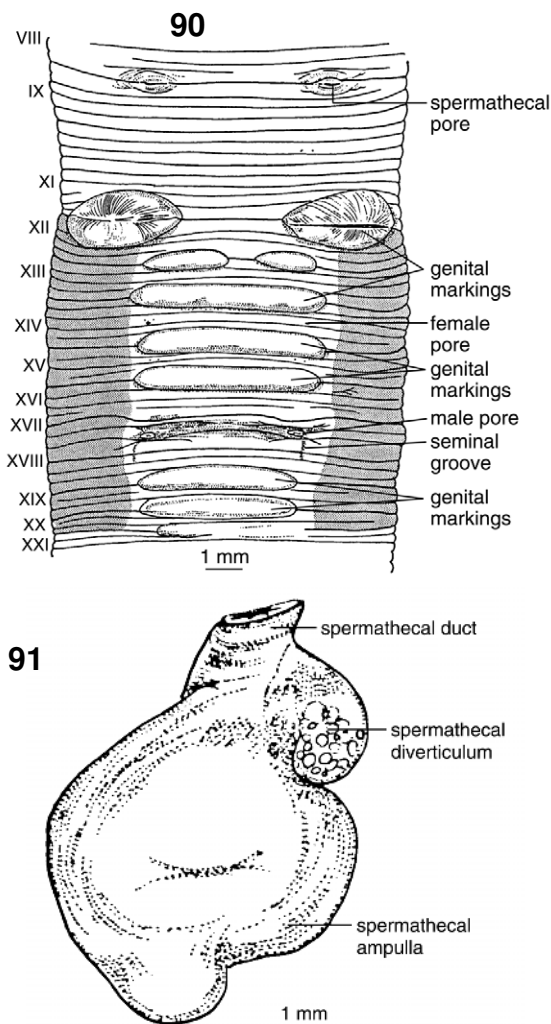 90
VIII
IX
spermathecal
pore
XI
XII
XIII
genital
markings
XIV
female
pore
XV
genital
markings
XVI
male pore
XVII
seminal
groove
XVIII
XIX
genital
markings
XX
XXI
1 mm
91
spermathecal duct
spermathecal
diverticulum
spermathecal
ampulla
1 mm